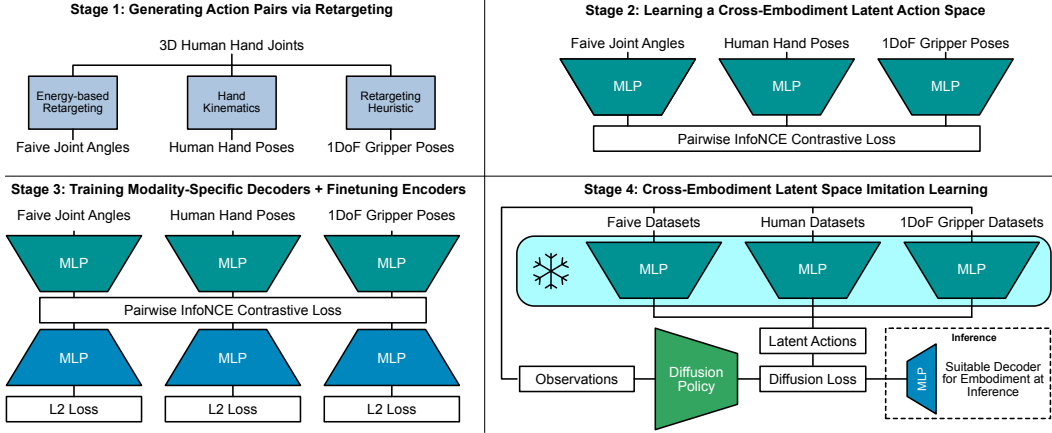 Stage 1: Generating Action Pairs via Retargeting
3D Human Hand Joints
Energy-based
Retargeting
Hand
Kinematics
Retargeting
Heuristic
Faive Joint Angles
Human Hand Poses
1DoF Gripper Poses
Stage 2: Learning a Cross-Embodiment Latent Action Space
Faive Joint Angles
Human Hand Poses
1DoF Gripper Poses
MLP
MLP
MLP
Pairwise InfoNCE Contrastive Loss
Stage 3: Training Modality-Specific Decoders + Finetuning Encoders
Faive Joint Angles
Human Hand Poses
1DoF Gripper Poses
MLP
MLP
MLP
Pairwise InfoNCE Contrastive Loss
MLP
MLP
MLP
L2 Loss
L2 Loss
L2 Loss
Stage 4: Cross-Embodiment Latent Space Imitation Learning
Faive Datasets
Human Datasets
1DoF Gripper Datasets
MLP
MLP
MLP
Latent Actions
Observations
Diffusion
Policy
Diffusion Loss
Inference
MLP
Suitable Decoder
for Embodiment at
Inference